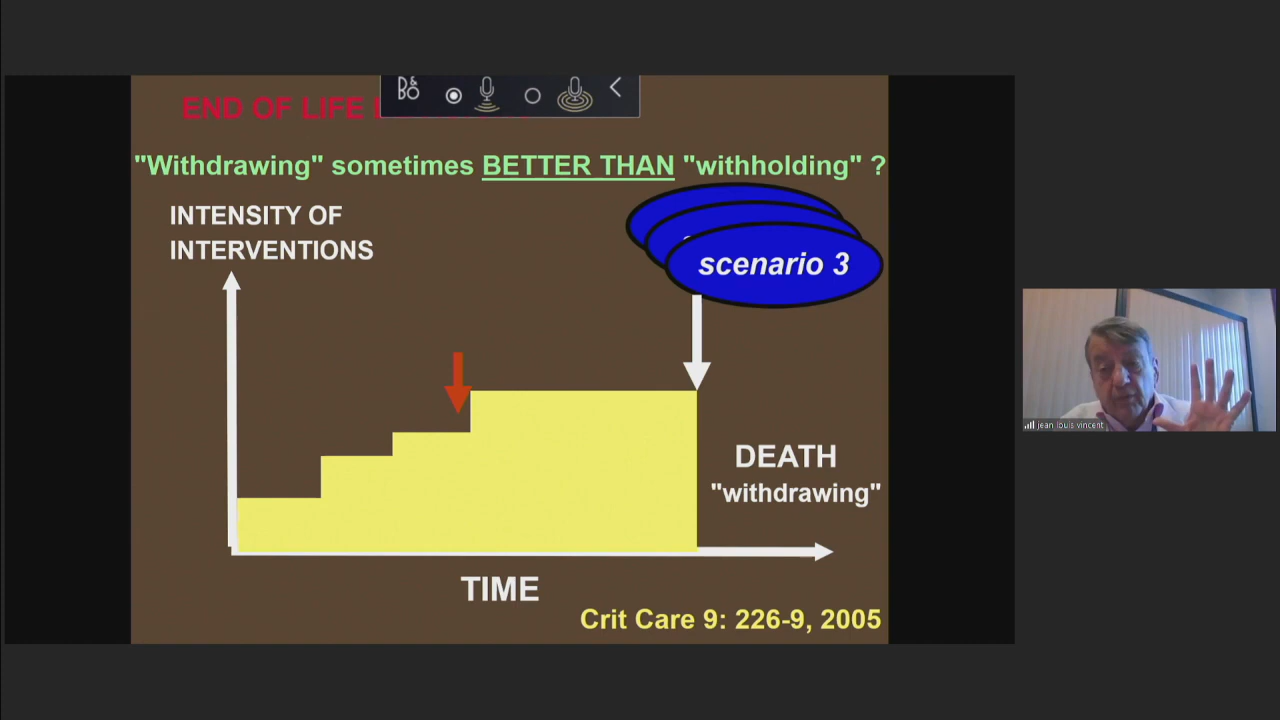 B&O
END OF LIFE
"Withdrawing" sometimes BETTER THAN "withholding" ?
INTENSITY OF
INTERVENTIONS
scenario 3
DEATH
"withdrawing"
TIME
Crit Care 9: 226-9, 2005
jean louis vincent